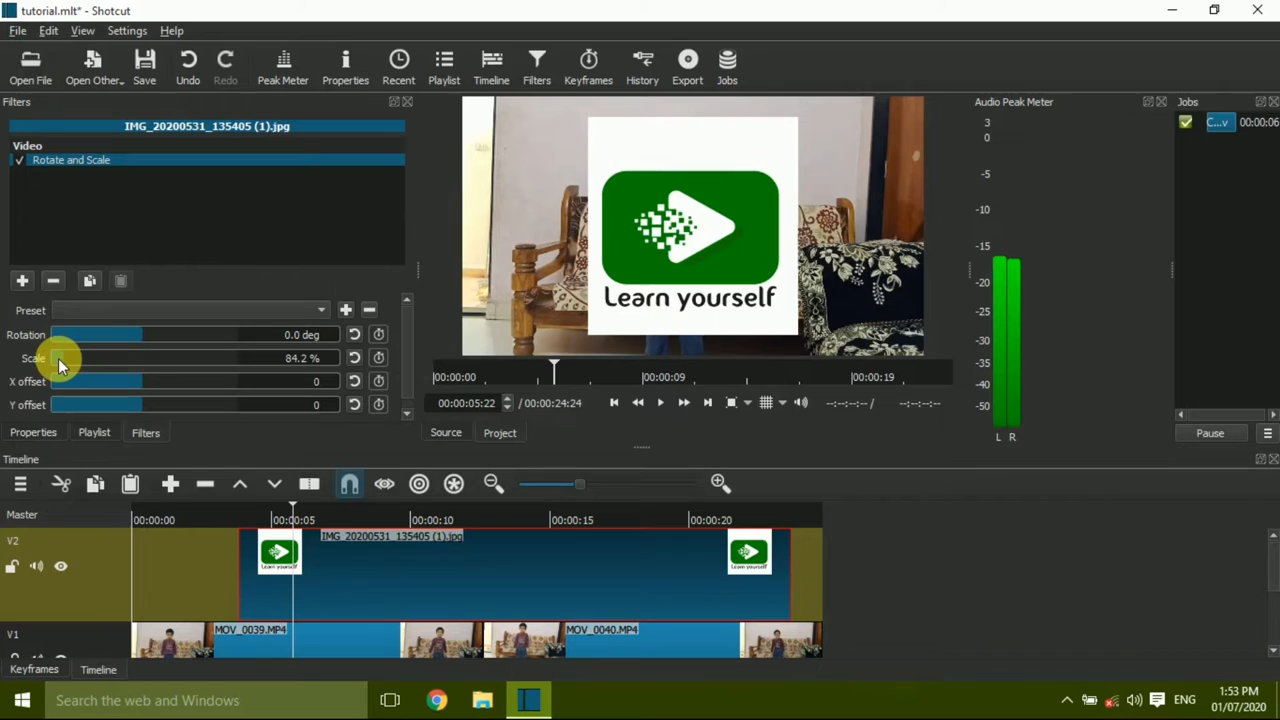 tutorial.mlt* - Shotcut
File Edit View Settings Help
Open File Open Other.. Save Undo Redo Peak Meter Properties Recent Playlist Timeline Filters Keyframes History Export Jobs
Filters
Audio Peak Meter
Jobs
IMG_20200531_135405 (1).jpg
Video
Rotate and Scale
Preset
Rotation 0.0 deg
Scale 84.2 %
X offset 0
Y offset 0
Learn yourself
3
0
-5
-10
-15
-20
-25
-30
-35
-40
-50
L R
C...v 00:00:06
Pause
00:00:00 00:00:09 00:00:19
00:00:05:22 / 00:00:24:24 --:--:--:-- / --:--:--:--
Properties Playlist Filters
Source Project
Timeline
Master
00:00:00 00:00:05 00:00:10 00:00:15 00:00:20
V2
IMG_20200531_135405 (1).jpg
V1
MOV_0039.MP4 MOV_0040.MP4
Keyframes Timeline
Search the web and Windows
ENG
1:53 PM
01/07/2020